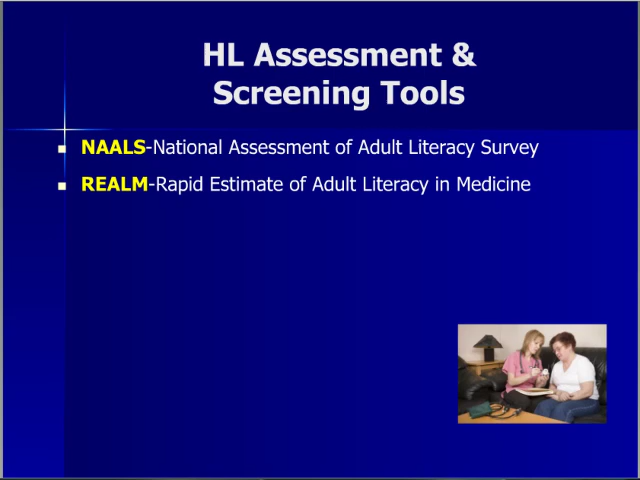 HL Assessment &
Screening Tools
NAALS-National Assessment of Adult Literacy Survey
REALM-Rapid Estimate of Adult Literacy in Medicine